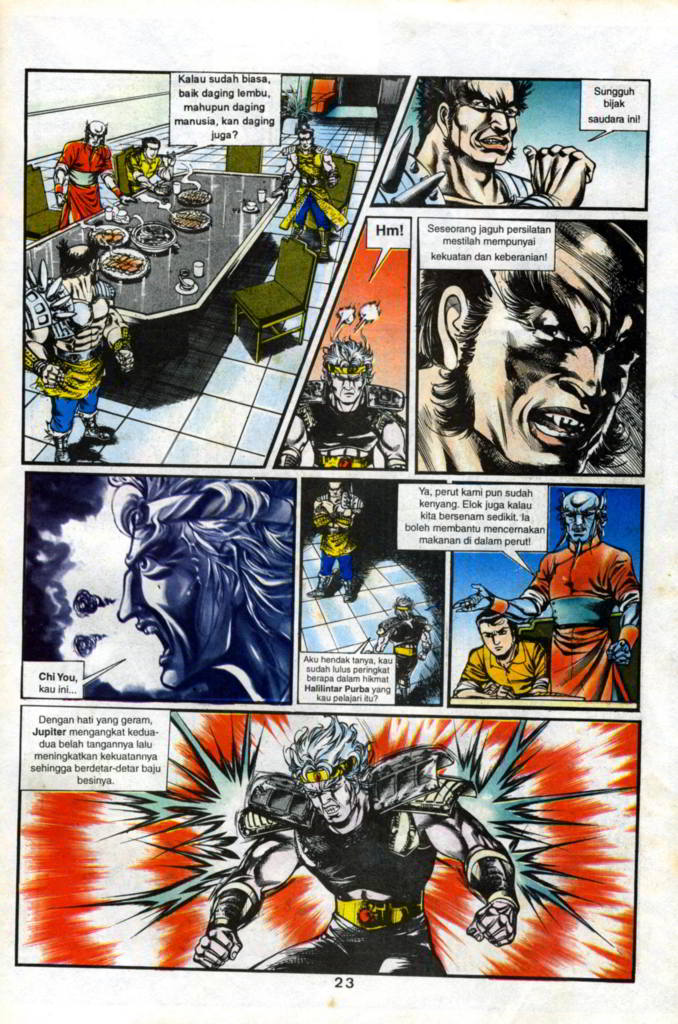 Kalau sudah biasa,
baik daging lembu,
mahupun daging
manusia, kan daging
juga?
Sungguh
bijak
saudara ini!
Hm!
Seseorang jaguh persilatan
mestilah mempunyai
kekuatan dan keberanian!
Chi You,
kau ini...
Aku hendak tanya, kau
sudah lulus peringkat
berapa dalam hikmat
Halilintar Purba yang
kau pelajari itu?
Ya, perut kami pun sudah
kenyang. Elok juga kalau
kita bersenam sedikit. Ia
boleh membantu mencernakan
makanan di dalam perut!
Dengan hati yang geram,
Jupiter mengangkat kedua-
dua belah tangannya lalu
meningkatkan kekuatannya
sehingga berdetar-detar baju
besinya.
23